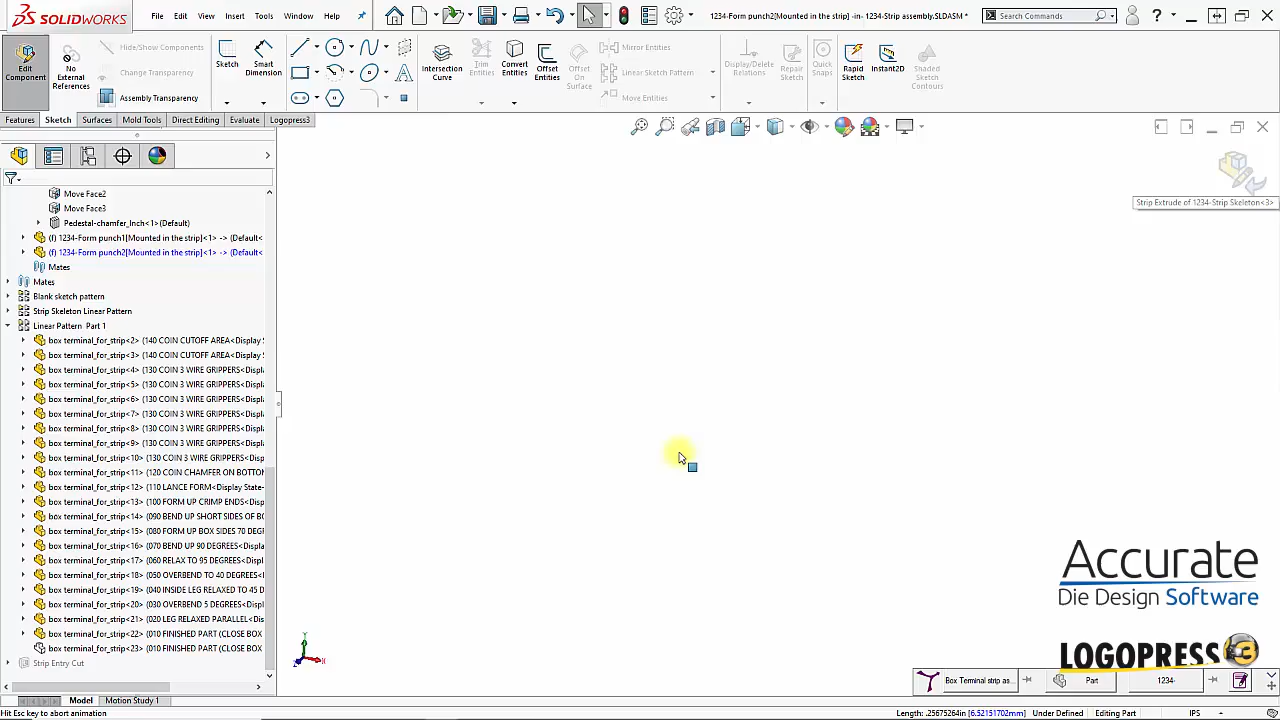 SOLIDWORKS File Edit View Insert Tools Window Help 1234-Form punch2[Mounted in the strip] -in- 1234-Strip assembly.SLDASM * Search Commands ?
Edit Component
No External References
Hide/Show Components
Change Transparency
Assembly Transparency
Sketch
Smart Dimension
Intersection Curve
Trim Entities
Convert Entities
Offset Entities
Offset On Surface
Mirror Entities
Linear Sketch Pattern
Move Entities
Display/Delete Relations
Repair Sketch
Quick Snaps
Rapid Sketch
Instant2D
Shaded Sketch Contours
Features Sketch Surfaces Mold Tools Direct Editing Evaluate Logopress3
Strip Extrude of 1234-Strip Skeleton<3>
Move Face2
Move Face3
Pedestal-chamfer_Inch<1> (Default)
(f) 1234-Form punch1[Mounted in the strip]<1> -> (Default<
(f) 1234-Form punch2[Mounted in the strip]<1> -> (Default<
Mates
Mates
Blank sketch pattern
Strip Skeleton Linear Pattern
Linear Pattern Part 1
box terminal_for_strip<2> (140 COIN CUTOFF AREA<Display S
box terminal_for_strip<3> (140 COIN CUTOFF AREA<Display S
box terminal_for_strip<4> (130 COIN 3 WIRE GRIPPERS<Displ
box terminal_for_strip<5> (130 COIN 3 WIRE GRIPPERS<Displ
box terminal_for_strip<6> (130 COIN 3 WIRE GRIPPERS<Displ
box terminal_for_strip<7> (130 COIN 3 WIRE GRIPPERS<Displ
box terminal_for_strip<8> (130 COIN 3 WIRE GRIPPERS<Displ
box terminal_for_strip<9> (130 COIN 3 WIRE GRIPPERS<Displ
box terminal_for_strip<10> (130 COIN 3 WIRE GRIPPERS<Disp
box terminal_for_strip<11> (120 COIN CHAMFER ON BOTTOM
box terminal_for_strip<12> (110 LANCE FORM<Display State-
box terminal_for_strip<13> (100 FORM UP CRIMP ENDS<Disp
box terminal_for_strip<14> (090 BEND UP SHORT SIDES OF B
box terminal_for_strip<15> (080 FORM UP BOX SIDES 70 DEGR
box terminal_for_strip<16> (070 BEND UP 90 DEGREES<Displ
box terminal_for_strip<17> (060 RELAX TO 95 DEGREES<Displ
box terminal_for_strip<18> (050 OVERBEND TO 40 DEGREES<
box terminal_for_strip<19> (040 INSIDE LEG RELAXED TO 45 D
box terminal_for_strip<20> (030 OVERBEND 5 DEGREES<Displ
box terminal_for_strip<21> (020 LEG RELAXED PARALLEL<Disp
box terminal_for_strip<22> (010 FINISHED PART (CLOSE BOX
box terminal_for_strip<23> (010 FINISHED PART (CLOSE BOX
Strip Entry Cut
Y
X
Z
Accurate
Die Design Software
LOGOPRESS3
Box Terminal strip as... Part 1234-
Model Motion Study 1
Hit Esc key to abort animation Length: .25675264in [6.52151702mm] Under Defined Editing Part IPS